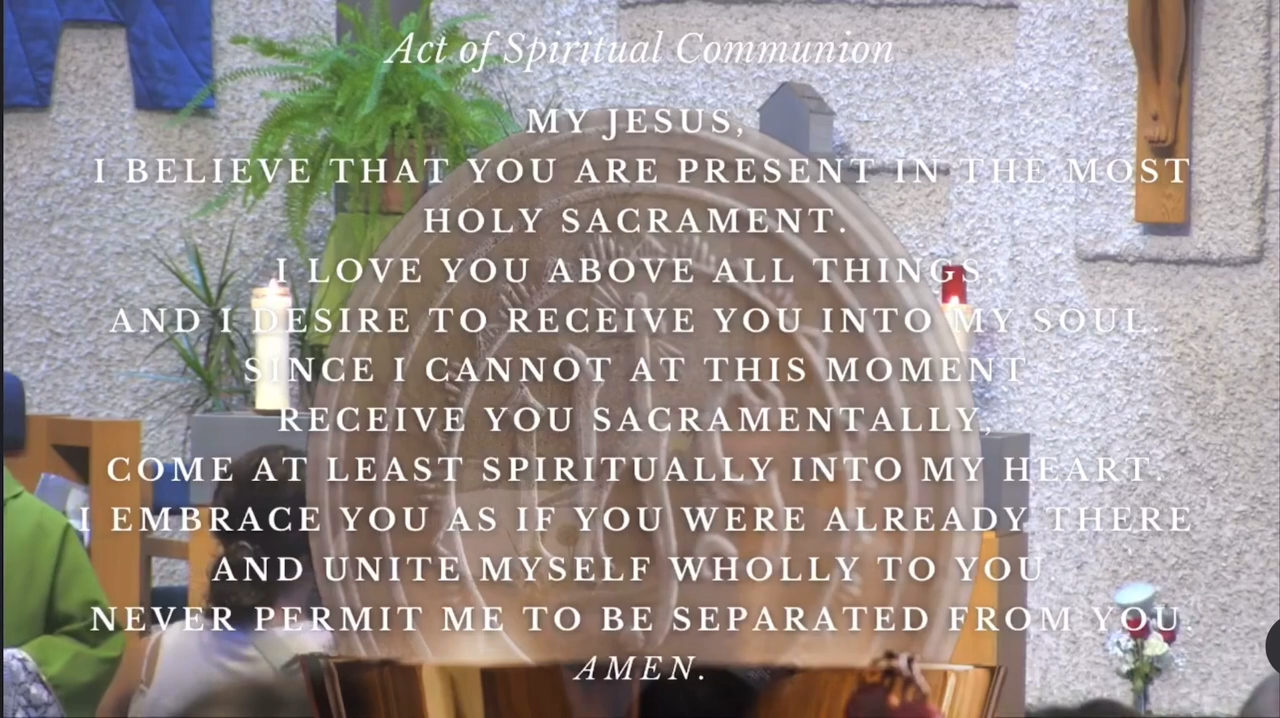 Act of Spiritual Communion
MY JESUS,
I BELIEVE THAT YOU ARE PRESENT IN THE MOST
HOLY SACRAMENT.
I LOVE YOU ABOVE ALL THINGS
AND I DESIRE TO RECEIVE YOU INTO MY SOUL.
SINCE I CANNOT AT THIS MOMENT
RECEIVE YOU SACRAMENTALLY,
COME AT LEAST SPIRITUALLY INTO MY HEART.
I EMBRACE YOU AS IF YOU WERE ALREADY THERE
AND UNITE MYSELF WHOLLY TO YOU.
NEVER PERMIT ME TO BE SEPARATED FROM YOU.
AMEN.